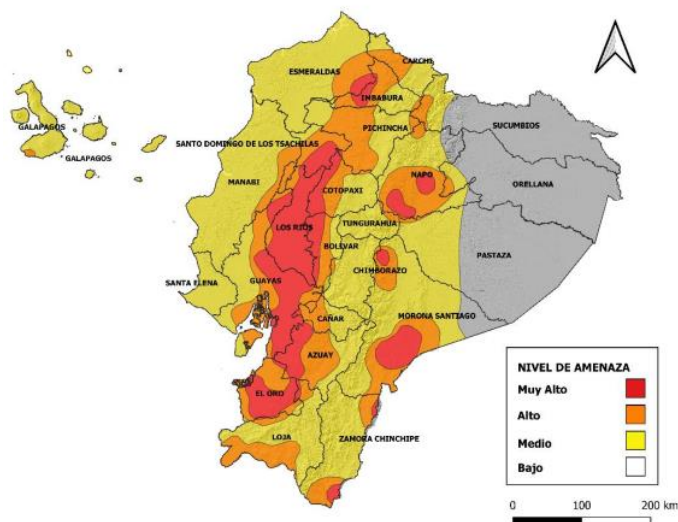 ESMERALDAS
CARCHI
IMBABURA
GALAPAGOS
GALAPAGOS
PICHINCHA
SUCUMBIOS
SANTO DOMINGO DE LOS TSACHILAS
MANABI
COTOPAXI
NAPO
ORELLANA
LOS RIOS
TUNGURAHUA
BOLIVAR
PASTAZA
CHIMBORAZO
SANTA ELENA
GUAYAS
CAÑAR
MORONA SANTIAGO
AZUAY
EL ORO
LOJA
ZAMORA CHINCHIPE
NIVEL DE AMENAZA
Muy Alto
Alto
Medio
Bajo
0 100 200 km